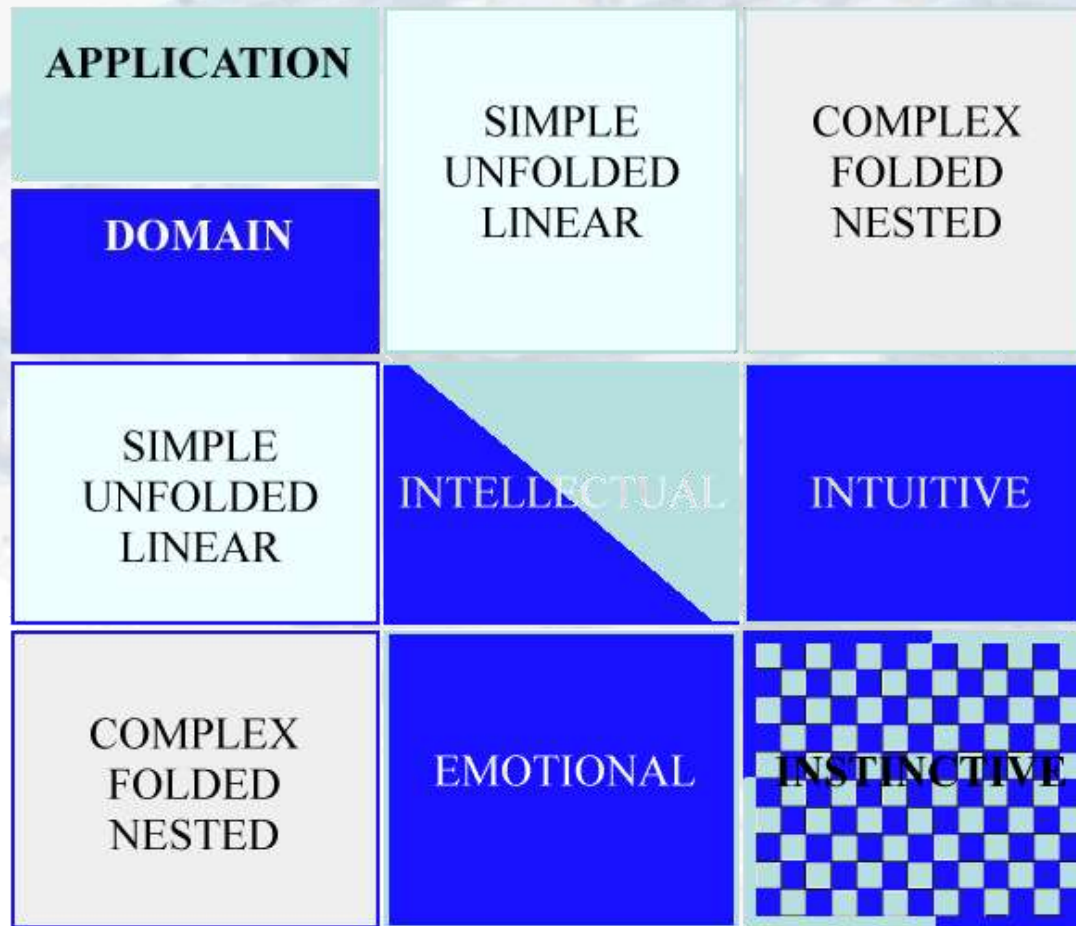 APPLICATION
DOMAIN
SIMPLE
UNFOLDED
LINEAR
COMPLEX
FOLDED
NESTED
SIMPLE
UNFOLDED
LINEAR
INTELLECTUAL
INTUITIVE
COMPLEX
FOLDED
NESTED
EMOTIONAL
INSTINCTIVE